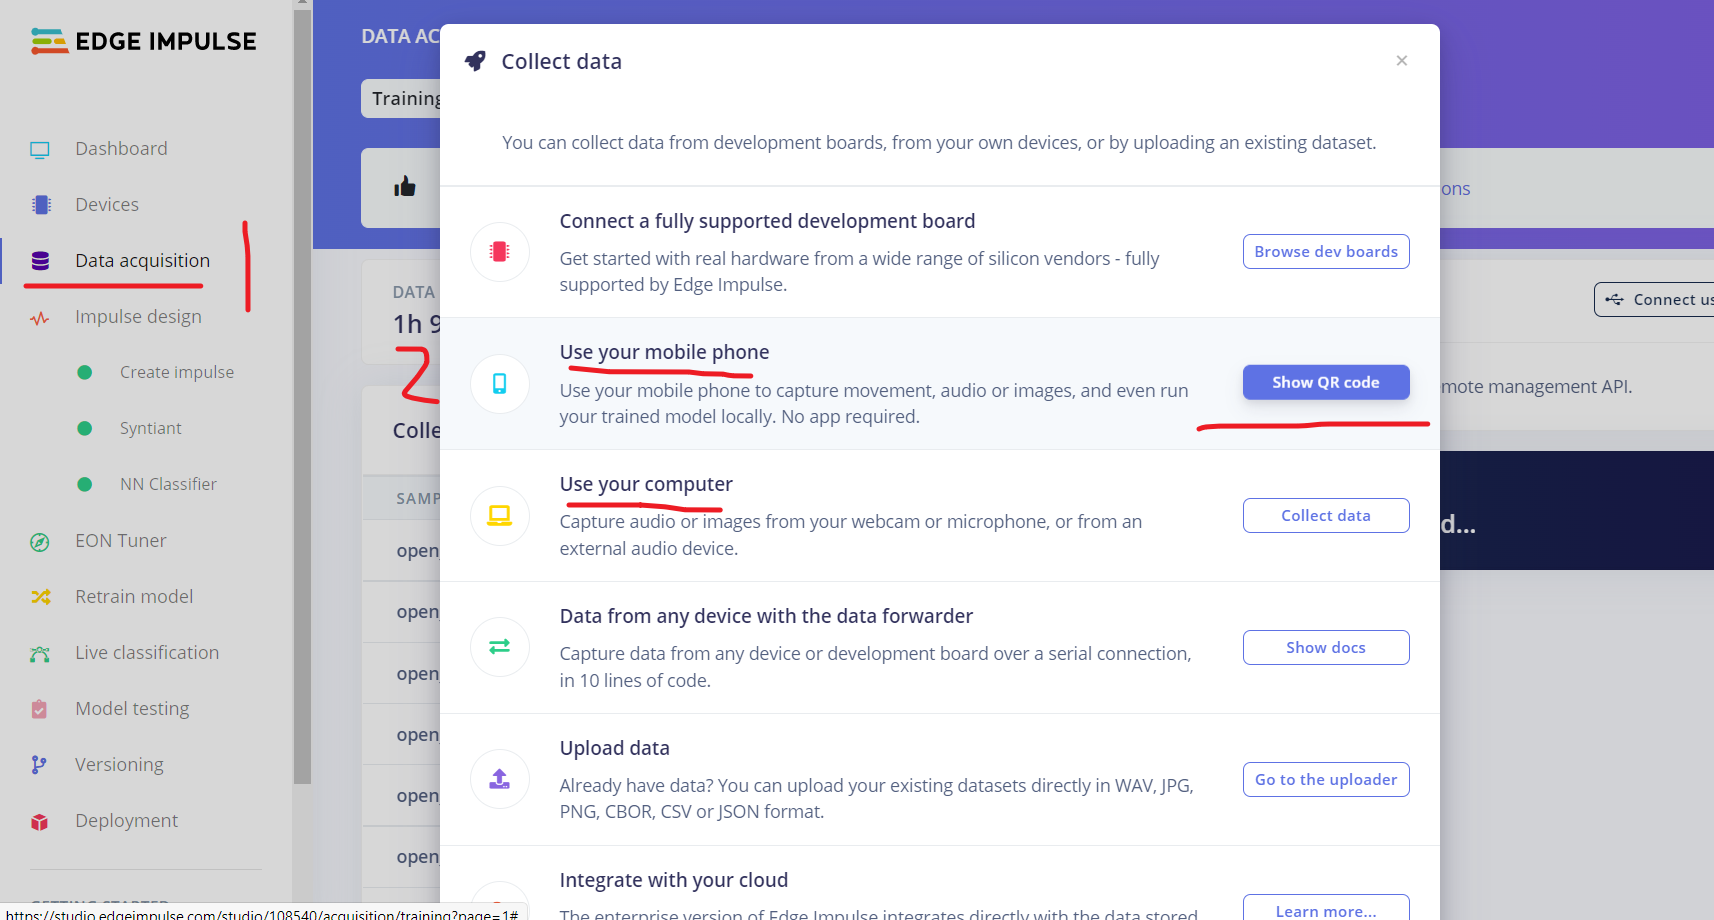 EDGE IMPULSE
Dashboard
Devices
Data acquisition
Impulse design
Create impulse
Syntiant
NN Classifier
EON Tuner
Retrain model
Live classification
Model testing
Versioning
Deployment
GETTING STARTED
https://studio.edgeimpulse.com/studio/108540/acquisition/training?page=1#
1
2
DATA AC
Training
DATA
1h 9
Colle
SAMP
open
open
open
open
open
open
Collect data
×
You can collect data from development boards, from your own devices, or by uploading an existing dataset.
Connect a fully supported development board
Get started with real hardware from a wide range of silicon vendors - fully
supported by Edge Impulse.
Browse dev boards
Use your mobile phone
Use your mobile phone to capture movement, audio or images, and even run
your trained model locally. No app required.
Show QR code
Use your computer
Capture audio or images from your webcam or microphone, or from an
external audio device.
Collect data
Data from any device with the data forwarder
Capture data from any device or development board over a serial connection,
in 10 lines of code.
Show docs
Upload data
Already have data? You can upload your existing datasets directly in WAV, JPG,
PNG, CBOR, CSV or JSON format.
Go to the uploader
Integrate with your cloud
The enterprise version of Edge Impulse integrates directly with the data stored
Learn more...
ons
Connect us
mote management API.
d...